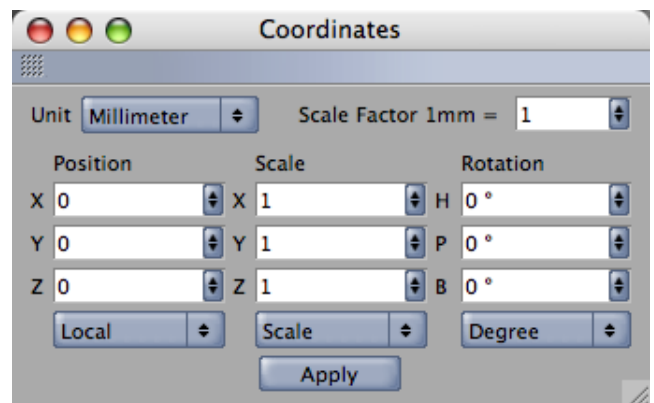 Coordinates
Unit Millimeter Scale Factor 1mm = 1
Position Scale Rotation
X 0 X 1 H 0 °
Y 0 Y 1 P 0 °
Z 0 Z 1 B 0 °
Local Scale Degree
Apply